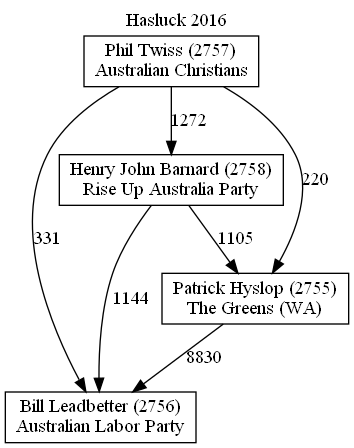 Hasluck 2016
Phil Twiss (2757)
Australian Christians
1272
Henry John Barnard (2758)
Rise Up Australia Party
220
331
1105
1144
Patrick Hyslop (2755)
The Greens (WA)
8830
Bill Leadbetter (2756)
Australian Labor Party